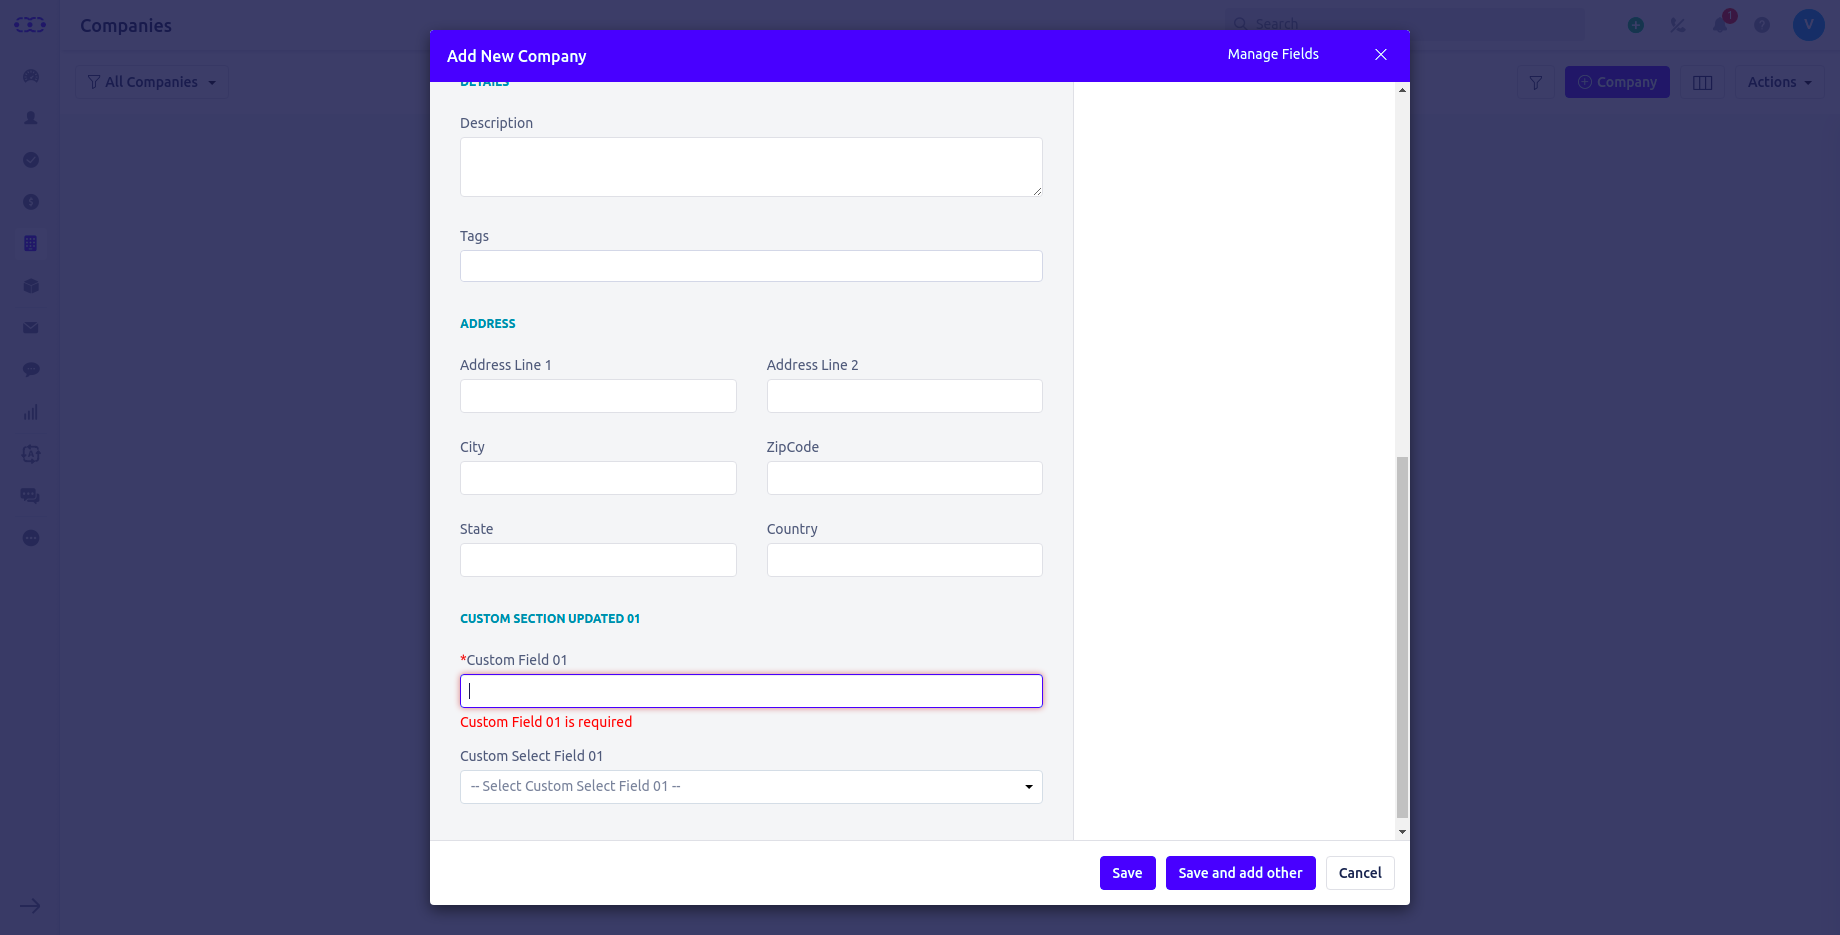 Companies
Search
1
V
All Companies
Company
Actions
Add New Company
Manage Fields
DETAILS
Description
Tags
ADDRESS
Address Line 1
Address Line 2
City
ZipCode
State
Country
CUSTOM SECTION UPDATED 01
*Custom Field 01
Custom Field 01 is required
Custom Select Field 01
-- Select Custom Select Field 01 --
Save
Save and add other
Cancel